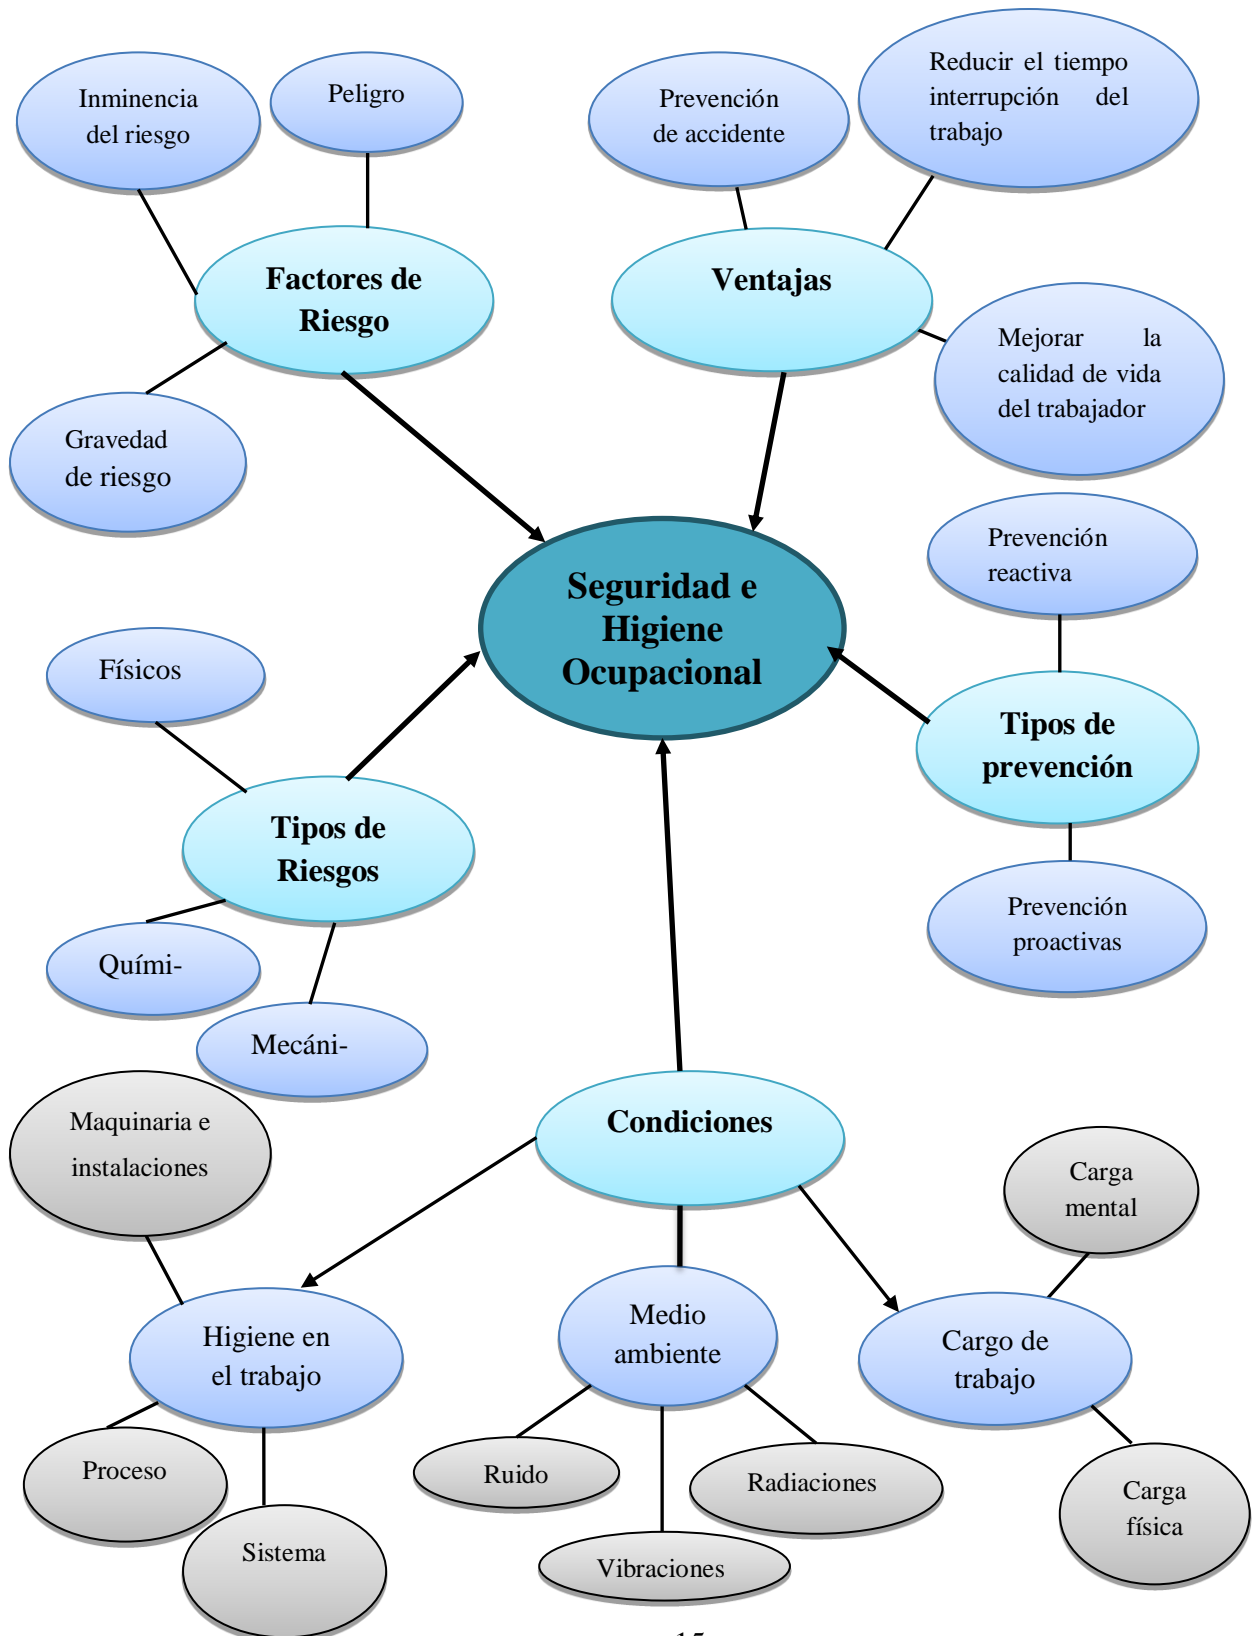 Inminencia
del riesgo
Peligro
Prevención
de accidente
Reducir el tiempo
interrupción del
trabajo
Factores de
Riesgo
Ventajas
Mejorar la
calidad de vida
del trabajador
Gravedad
de riesgo
Prevención
reactiva
Seguridad e
Higiene
Ocupacional
Físicos
Tipos de
prevención
Tipos de
Riesgos
Prevención
proactivas
Quími-
Mecáni-
Maquinaria e
instalaciones
Condiciones
Carga
mental
Higiene en
el trabajo
Medio
ambiente
Cargo de
trabajo
Proceso
Ruido
Radiaciones
Carga
física
Sistema
Vibraciones